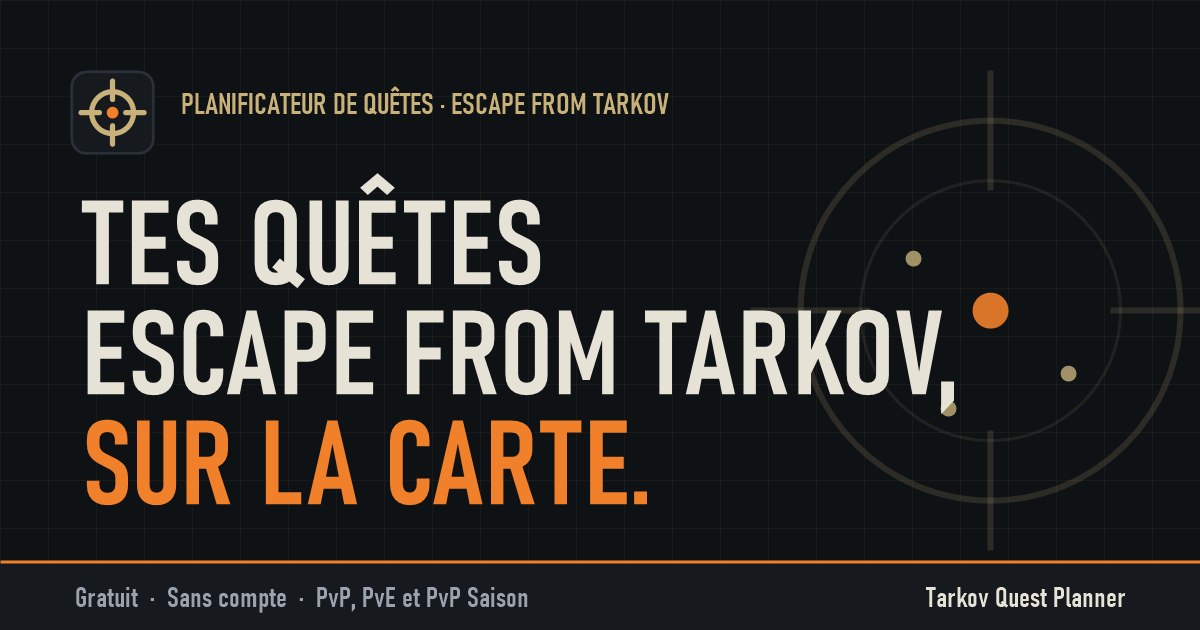 PLANIFICATEUR DE QUÊTES · ESCAPE FROM TARKOV
TES QUÊTES
ESCAPE FROM TARKOV,
SUR LA CARTE.
Gratuit · Sans compte · PvP, PvE et PvP Saison
Tarkov Quest Planner